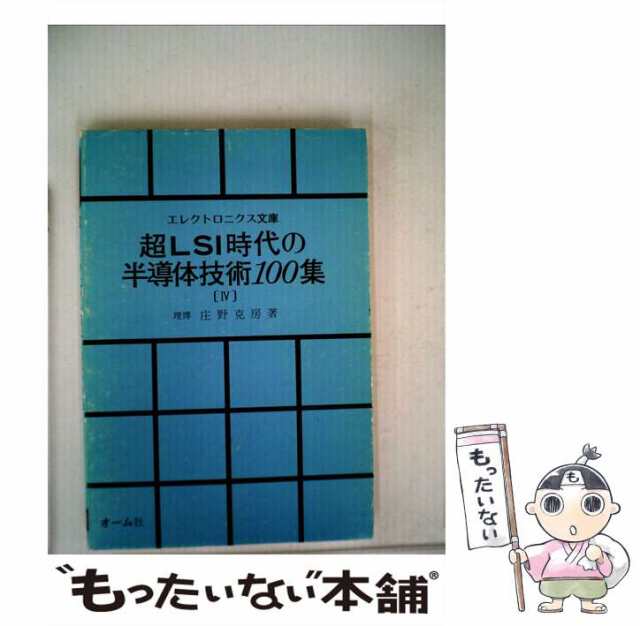 エレクトロニクス文庫
超LSI時代の
半導体技術100集
〔Ⅳ〕
理博 庄野克房著
オーム社
“もったいない”本舗®
も
もったいない